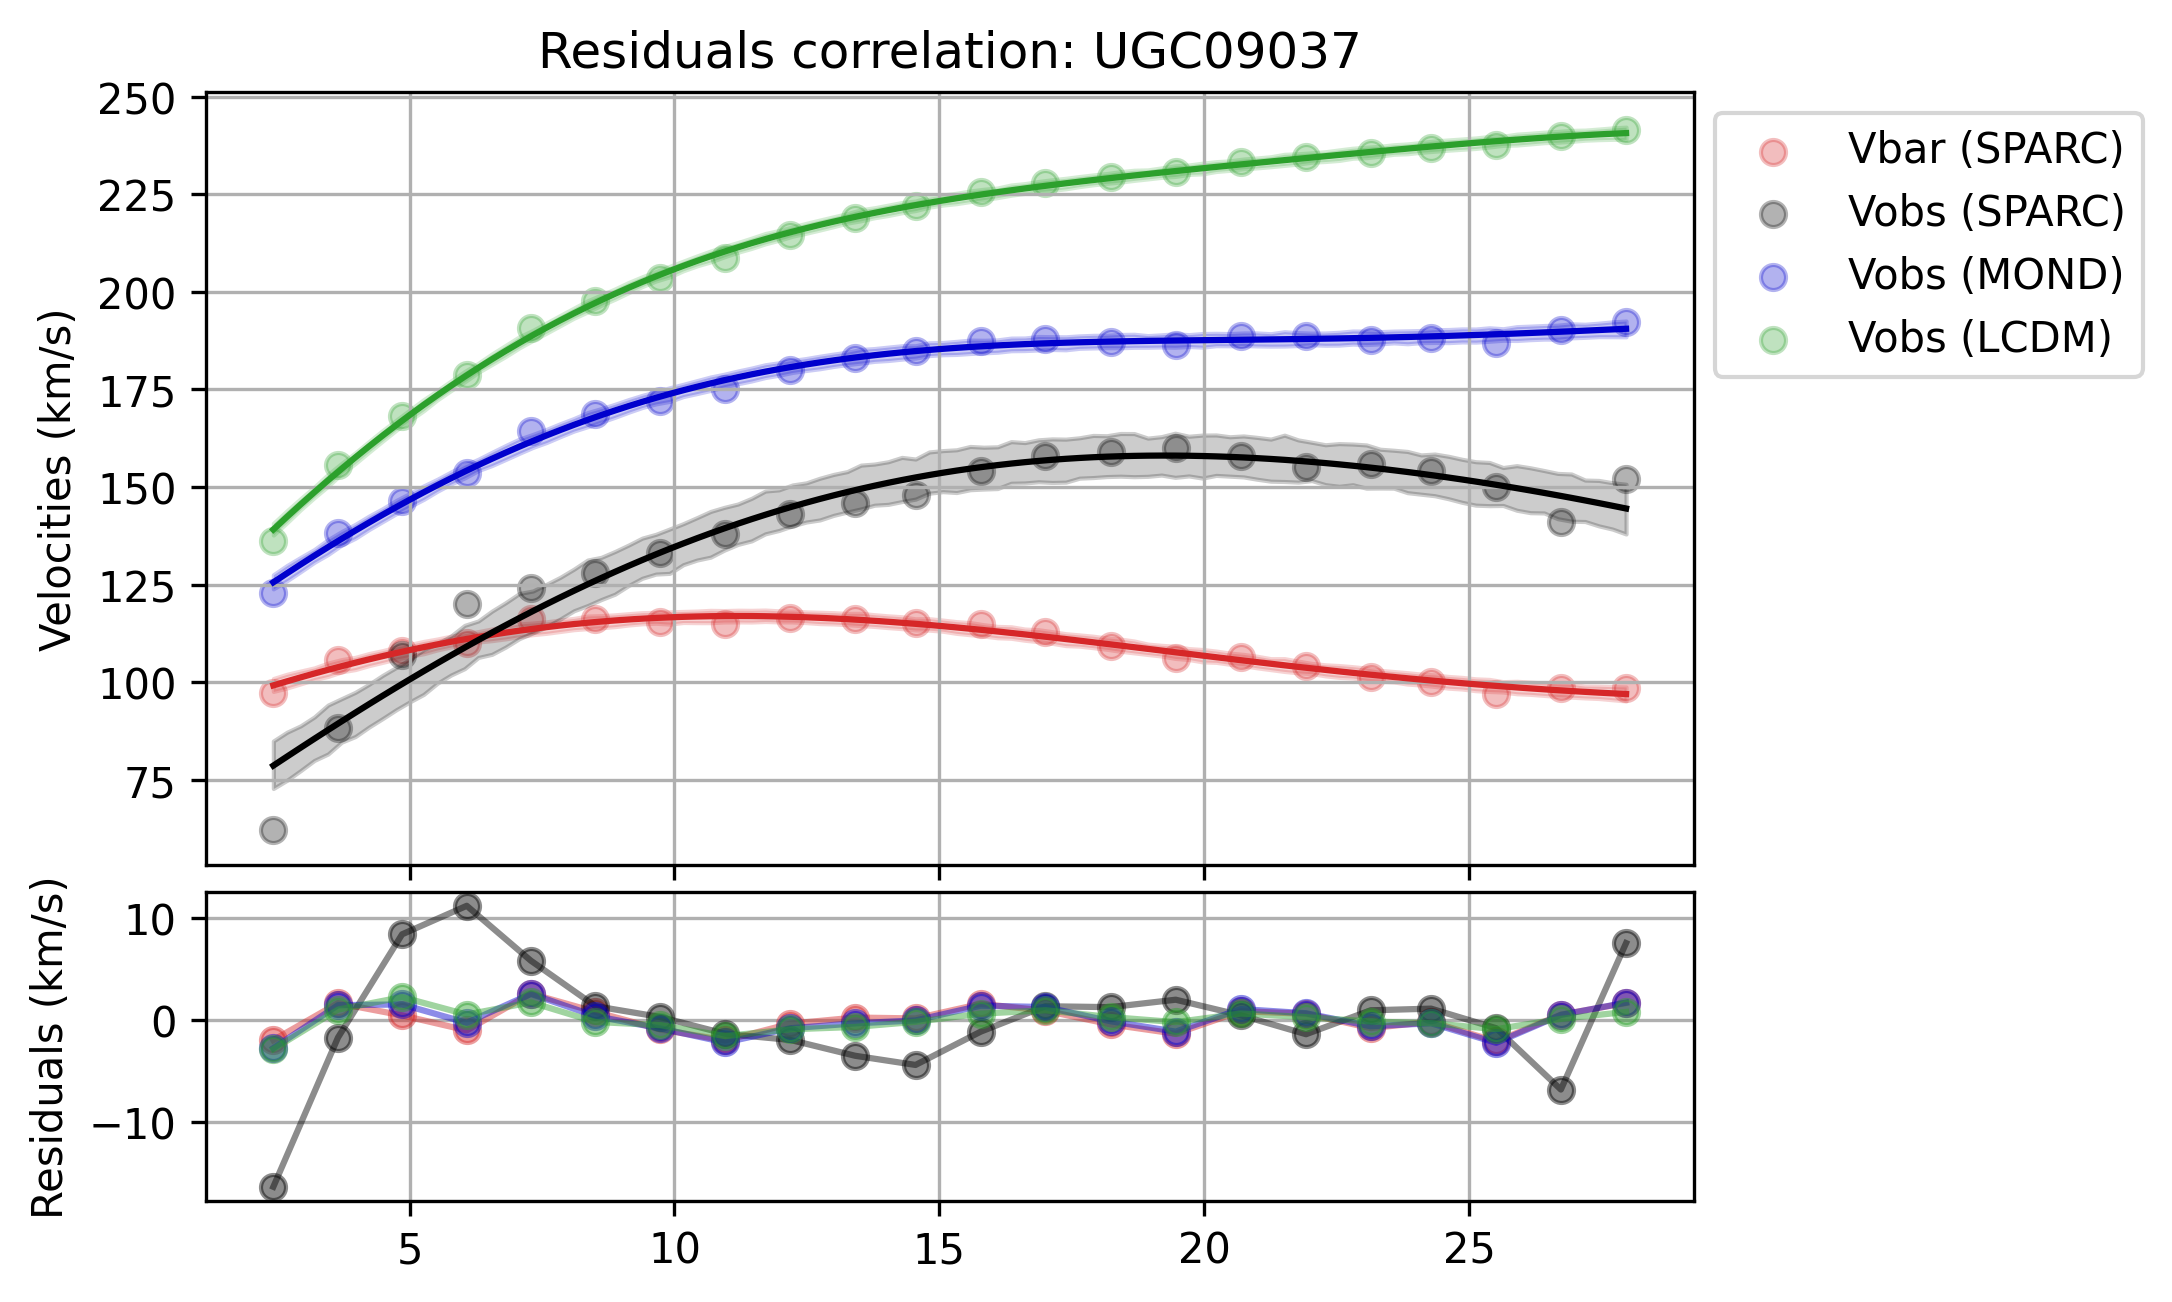 Residuals correlation: UGC09037
Velocities (km/s)
250
225
200
175
150
125
100
75
Vbar (SPARC)
Vobs (SPARC)
Vobs (MOND)
Vobs (LCDM)
Residuals (km/s)
10
0
−10
5 10 15 20 25